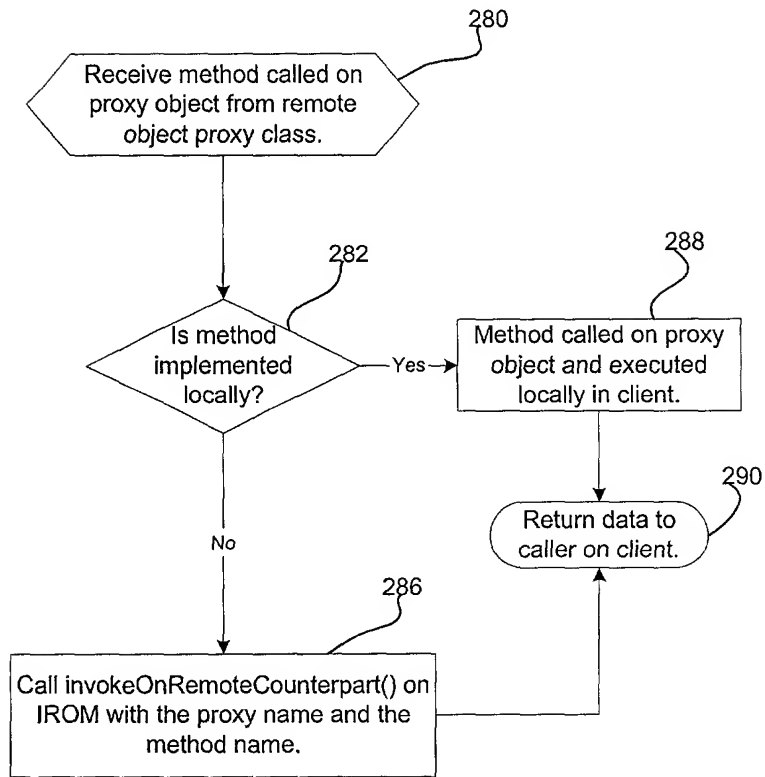 280
Receive method called on
proxy object from remote
object proxy class.
282
Is method
implemented
locally?
Yes
288
Method called on proxy
object and executed
locally in client.
290
Return data to
caller on client.
No
286
Call invokeOnRemoteCounterpart() on
IROM with the proxy name and the
method name.